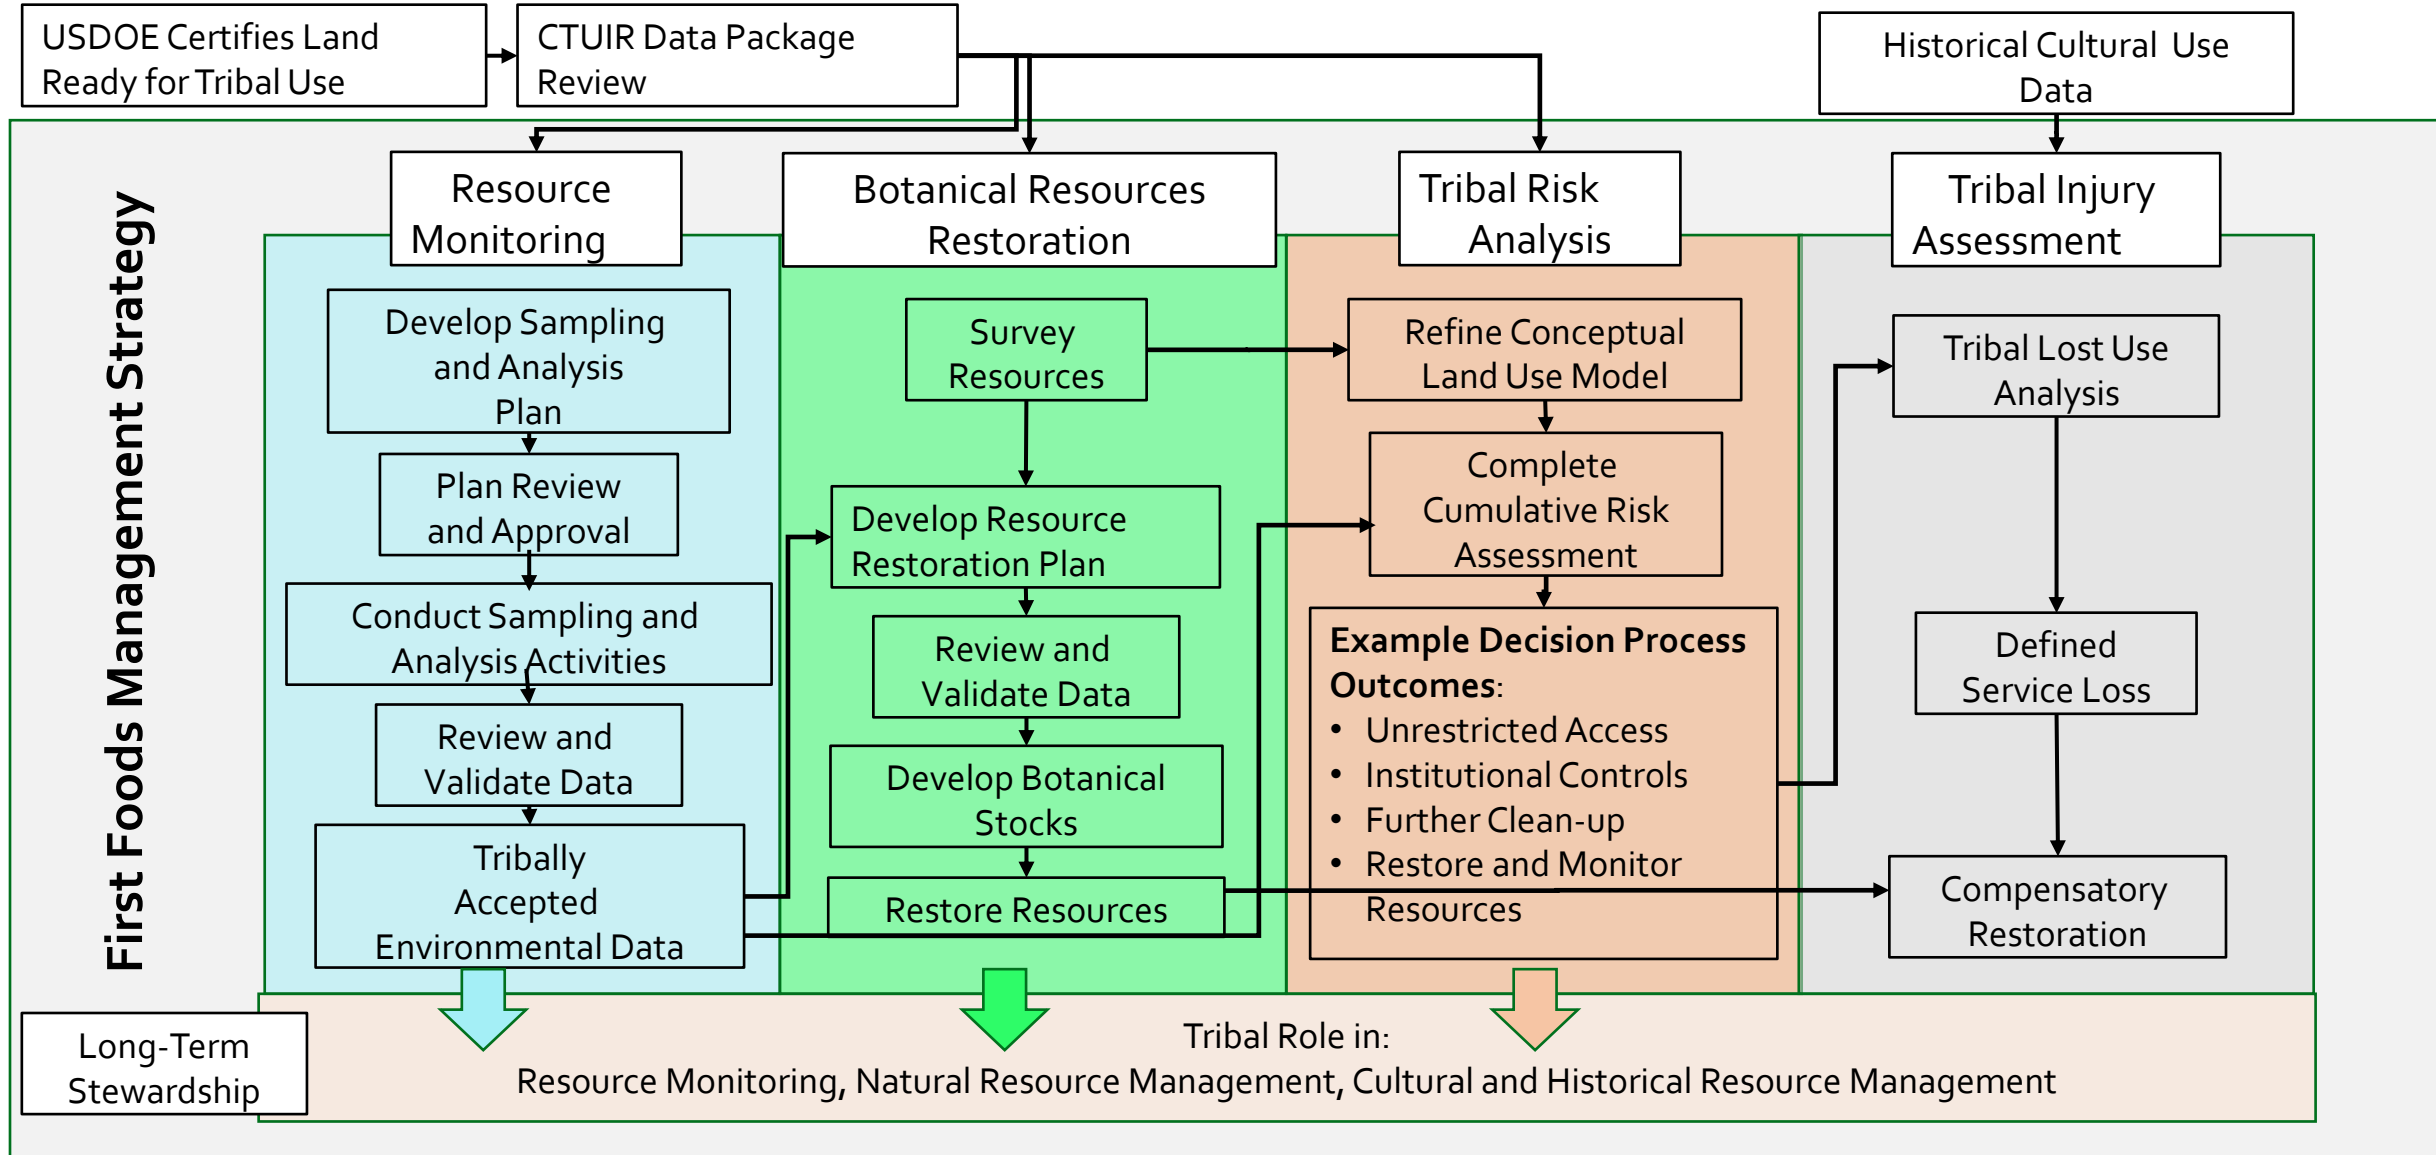 USDOE Certifies Land
Ready for Tribal Use
CTUIR Data Package
Review
Historical Cultural Use
Data
First Foods Management Strategy
Resource
Monitoring
Botanical Resources
Restoration
Tribal Risk
Analysis
Tribal Injury
Assessment
Develop Sampling
and Analysis
Plan
Plan Review
and Approval
Conduct Sampling and
Analysis Activities
Review and
Validate Data
Tribally
Accepted
Environmental Data
Survey
Resources
Develop Resource
Restoration Plan
Review and
Validate Data
Develop Botanical
Stocks
Restore Resources
Refine Conceptual
Land Use Model
Complete
Cumulative Risk
Assessment
Example Decision Process
Outcomes:
• Unrestricted Access
• Institutional Controls
• Further Clean-up
• Restore and Monitor
Resources
Tribal Lost Use
Analysis
Defined
Service Loss
Compensatory
Restoration
Long-Term
Stewardship
Tribal Role in:
Resource Monitoring, Natural Resource Management, Cultural and Historical Resource Management